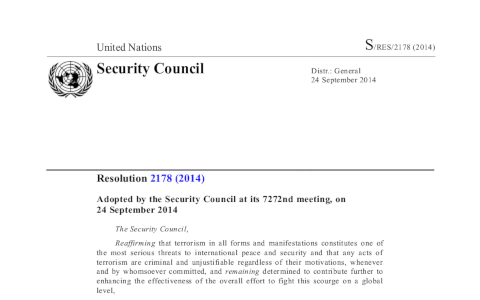 United Nations S/RES/2178 (2014)
Security Council
Distr.: General
24 September 2014
Resolution 2178 (2014)
Adopted by the Security Council at its 7272nd meeting, on
24 September 2014
The Security Council,
Reaffirming that terrorism in all forms and manifestations constitutes one of
the most serious threats to international peace and security and that any acts of
terrorism are criminal and unjustifiable regardless of their motivations, whenever
and by whomsoever committed, and remaining determined to contribute further to
enhancing the effectiveness of the overall effort to fight this scourge on a global
level,